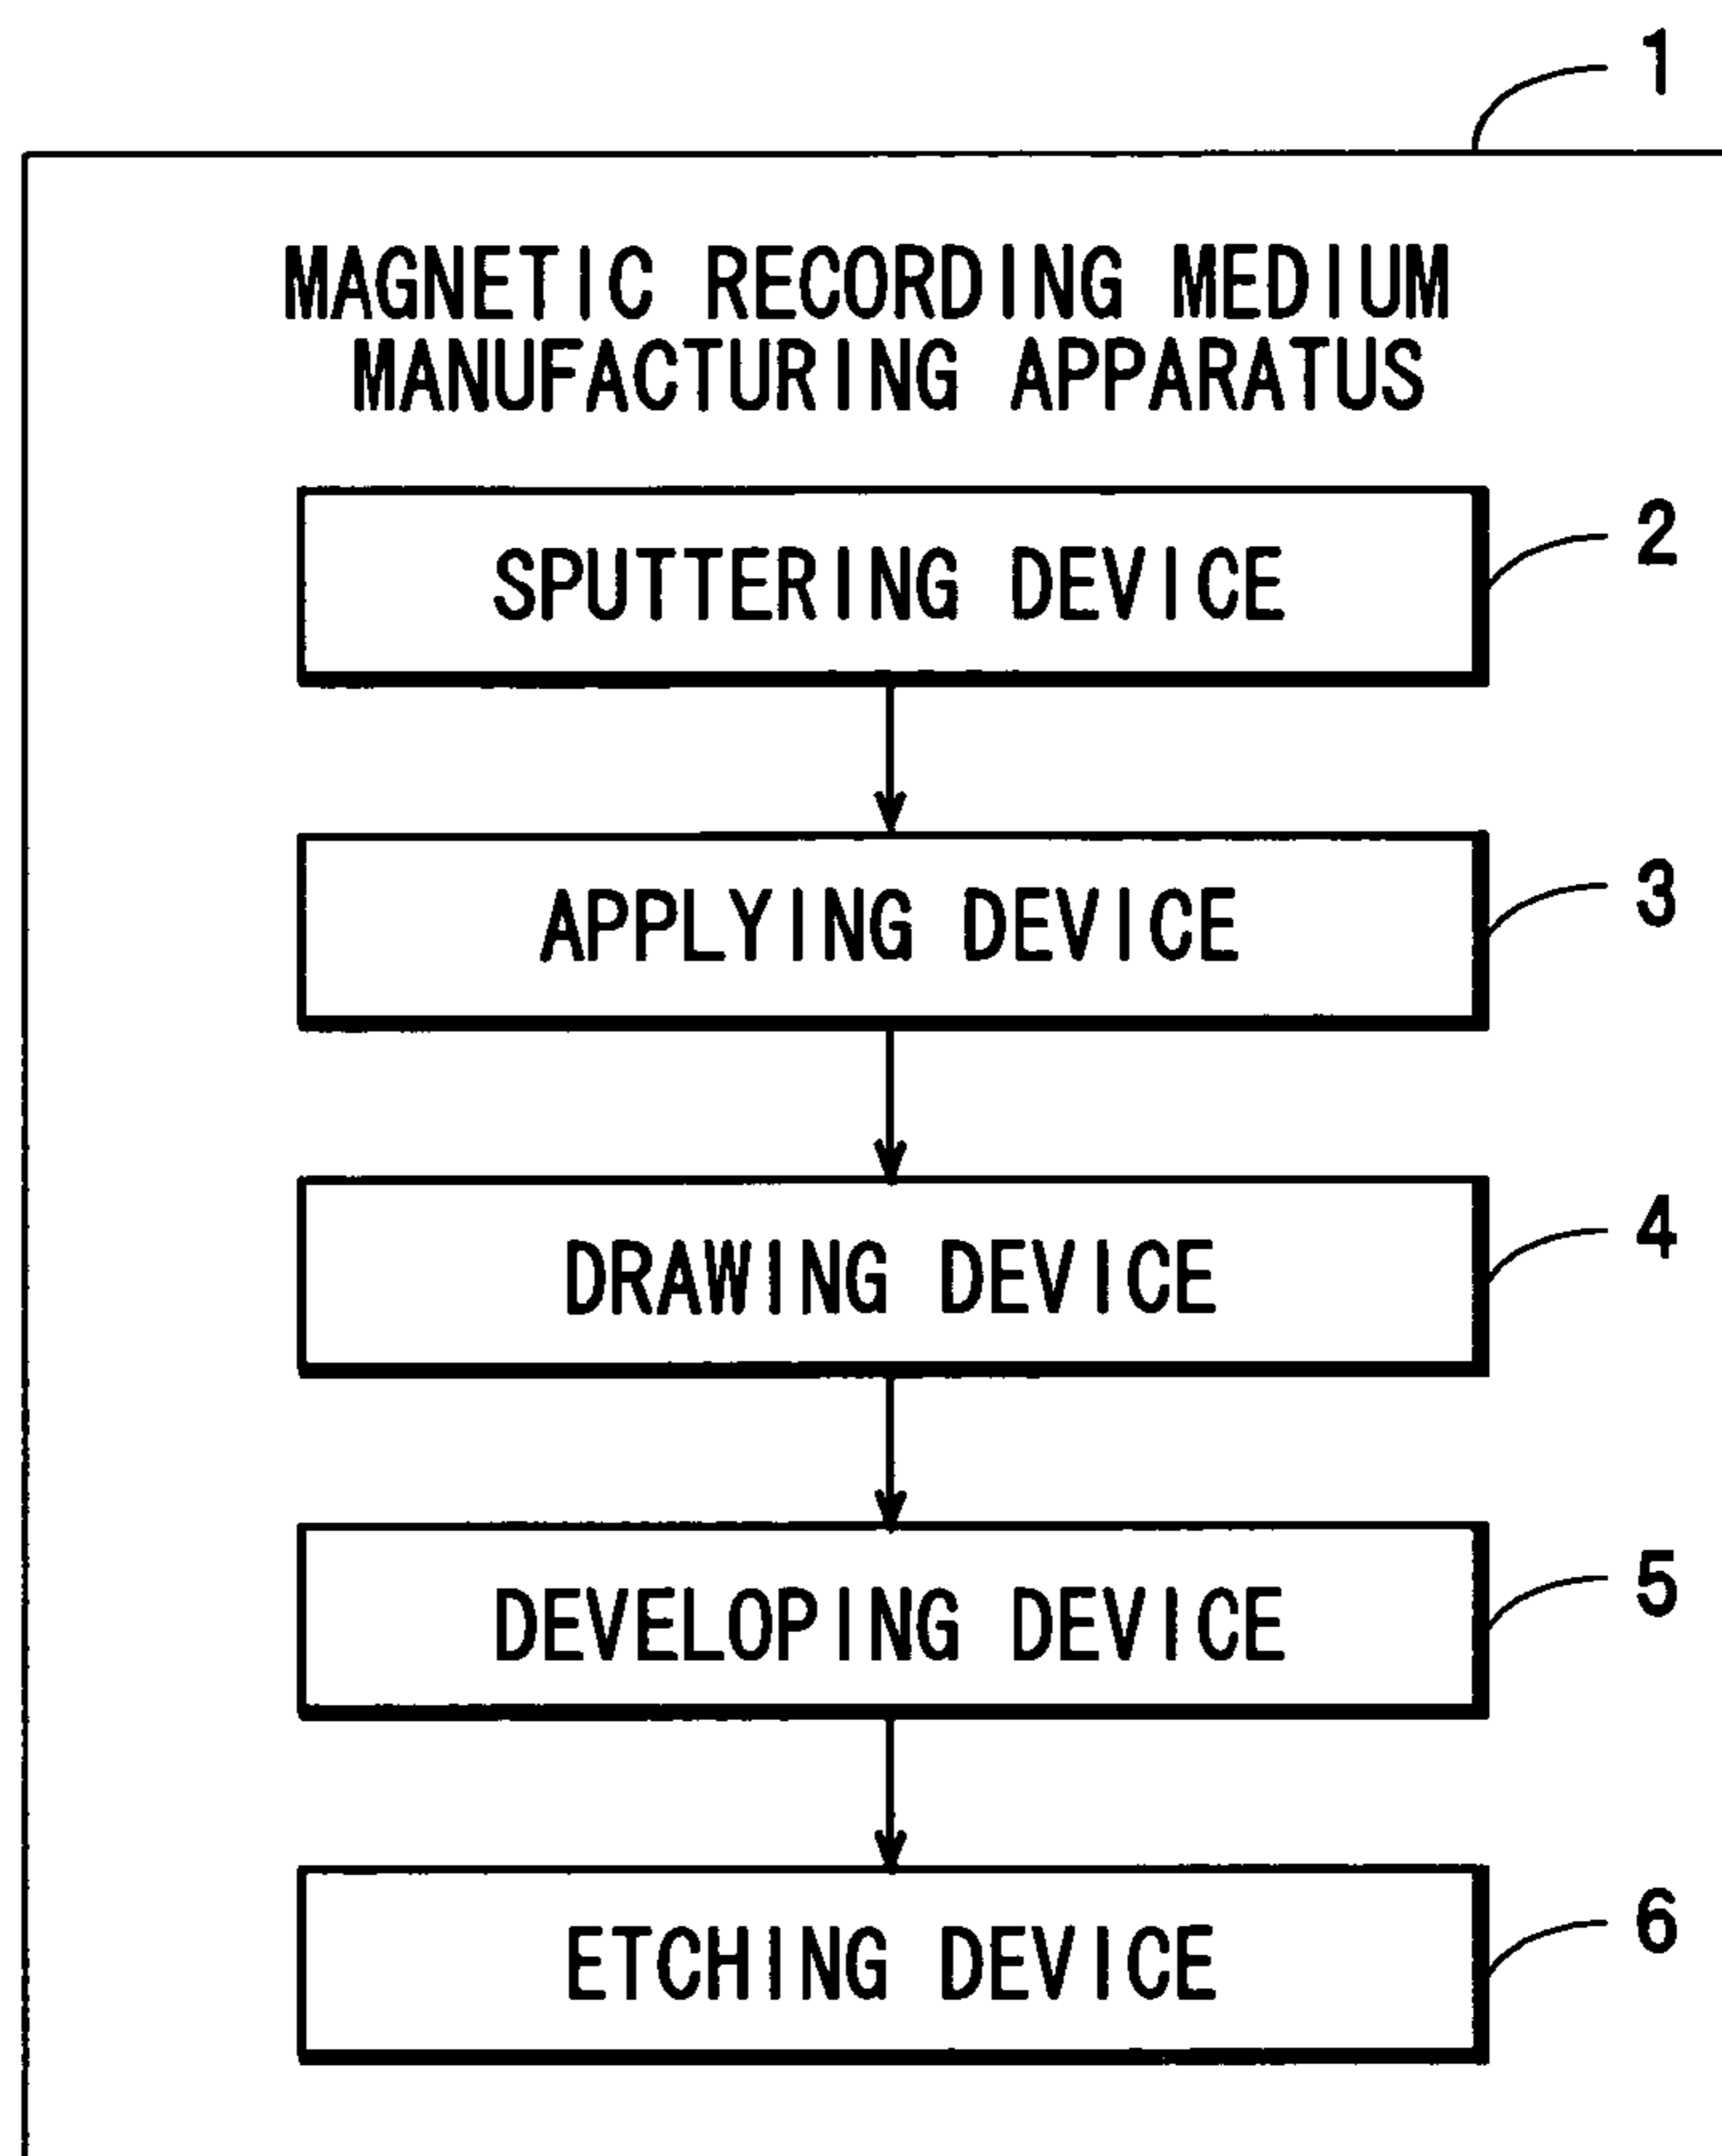 1
MAGNETIC RECORDING MEDIUM
MANUFACTURING APPARATUS
SPUTTERING DEVICE
2
APPLYING DEVICE
3
DRAWING DEVICE
4
DEVELOPING DEVICE
5
ETCHING DEVICE
6